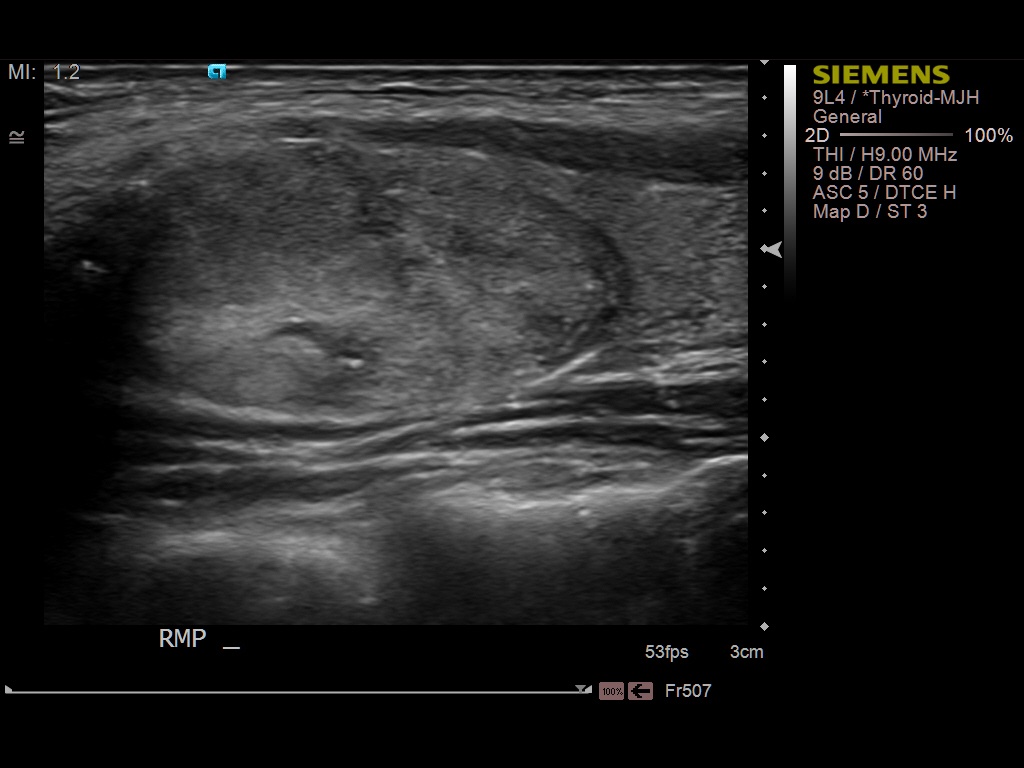 MI: 1.2
SIEMENS
9L4 / *Thyroid-MJH
General
2D 100%
THI / H9.00 MHz
9 dB / DR 60
ASC 5 / DTCE H
Map D / ST 3
RMP _
53fps 3cm
100% Fr507